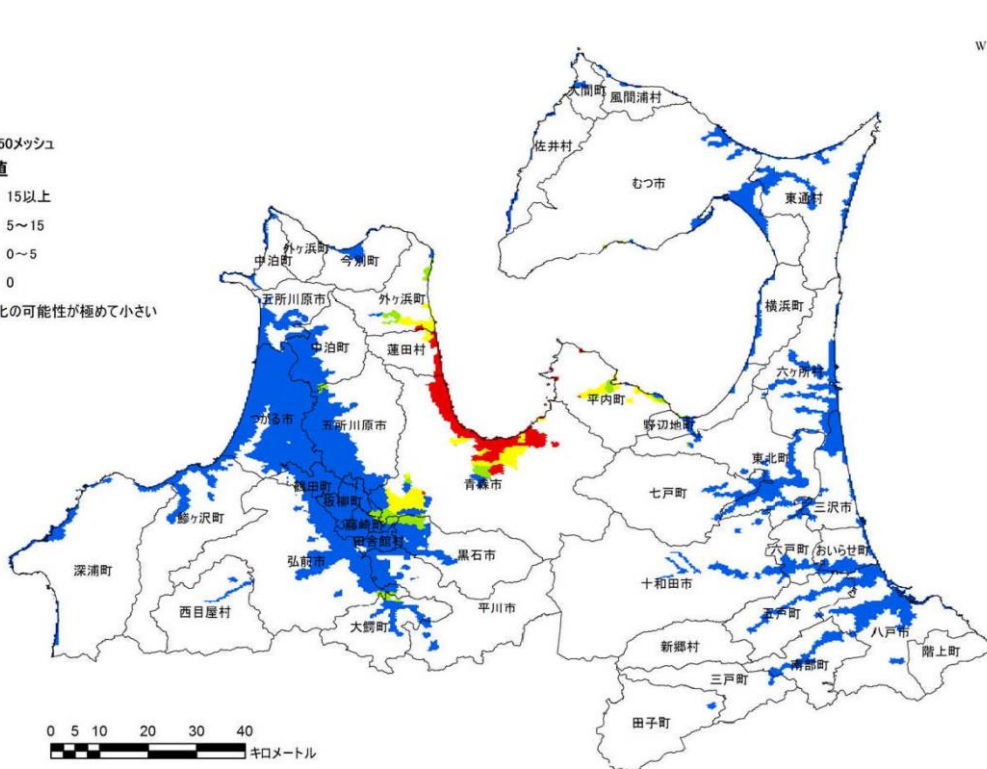 W
50メッシュ
値
15以上
5～15
0～5
0
化の可能性が極めて小さい
大間町
風間浦村
佐井村
むつ市
東通村
外ヶ浜町
中泊町
今別町
五所川原市
外ヶ浜町
横浜町
中泊町
蓬田村
六ヶ所村
平内町
つがる市
五所川原市
野辺地町
東北町
青森市
七戸町
鶴田町
板柳町
三沢市
鰺ヶ沢町
藤崎町
田舎館村
黒石市
六戸町
おいらせ町
弘前市
深浦町
十和田市
西目屋村
平川市
五戸町
大鰐町
八戸市
新郷村
階上町
南部町
三戸町
田子町
0 5 10 20 30 40
キロメートル